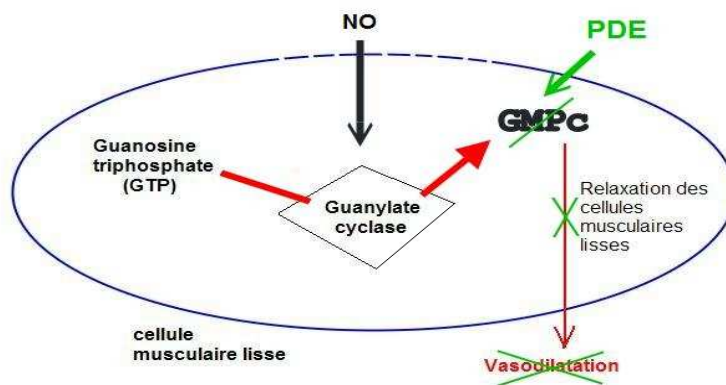 NO
PDE
GMPc
Guanosine
triphosphate
(GTP)
Guanylate
cyclase
Relaxation des
cellules
musculaires
lisses
cellule
musculaire lisse
Vasodilatation